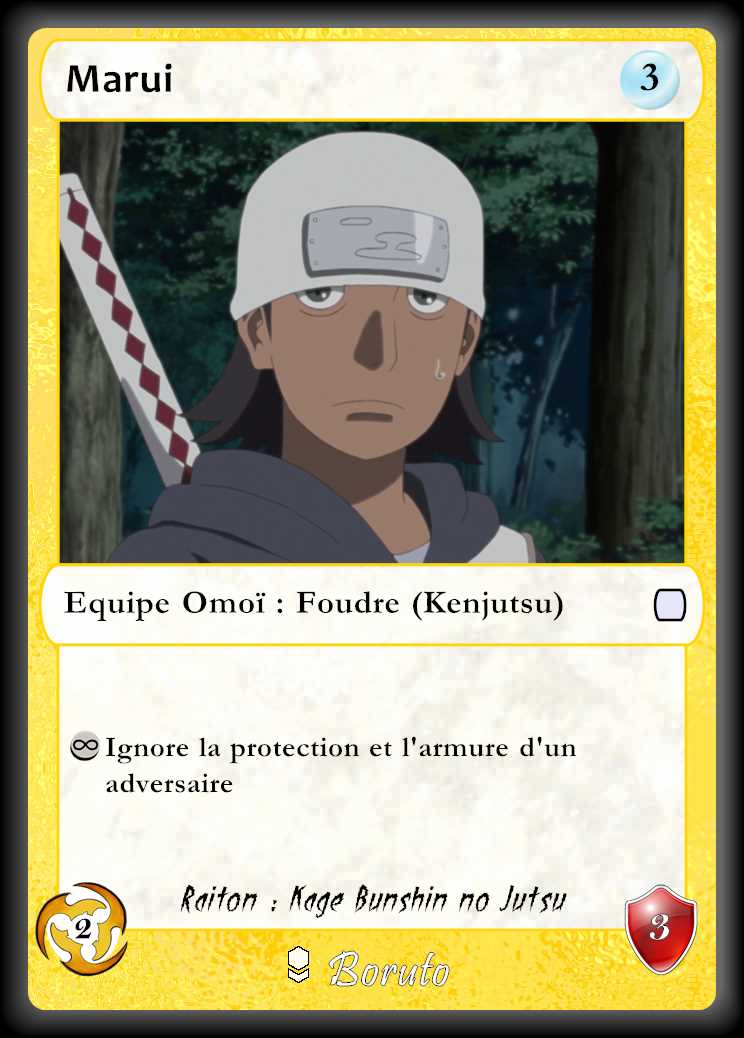 Marui
3
Equipe Omoï : Foudre (Kenjutsu)
∞ Ignore la protection et l'armure d'un
adversaire
Raiton : Kage Bunshin no Jutsu
2
3
Boruto